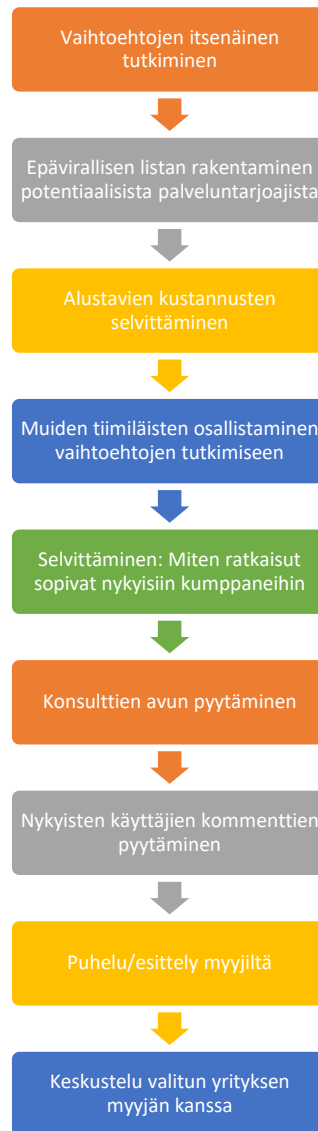 Vaihtoehtojen itsenäinen
tutkiminen
Epävirallisen listan rakentaminen
potentiaalisista palveluntarjoajista
Alustavien kustannusten
selvittäminen
Muiden tiimiläisten osallistaminen
vaihtoehtojen tutkimiseen
Selvittäminen: Miten ratkaisut
sopivat nykyisiin kumppaneihin
Konsulttien avun pyytäminen
Nykyisten käyttäjien kommenttien
pyytäminen
Puhelu/esittely myyjiltä
Keskustelu valitun yrityksen
myyjän kanssa